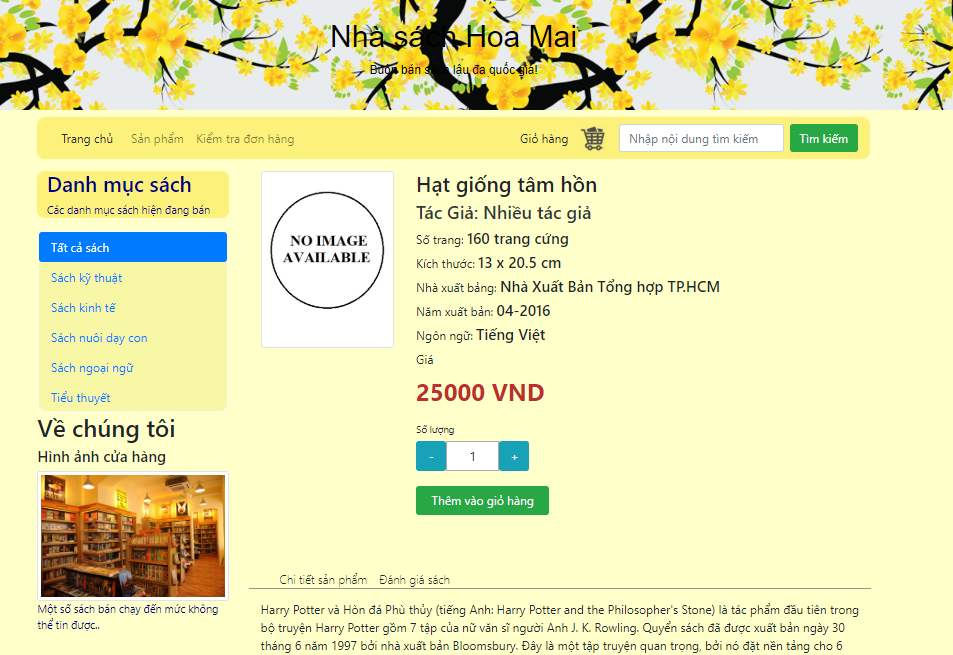 Nhà sách Hoa Mai
Buôn bán sách lậu đa quốc gia!
Trang chủ Sản phẩm Kiểm tra đơn hàng Giỏ hàng Nhập nội dung tìm kiếm Tìm kiếm
Danh mục sách
Các danh mục sách hiện đang bán
Tất cả sách
Sách kỹ thuật
Sách kinh tế
Sách nuôi dạy con
Sách ngoại ngữ
Tiểu thuyết
Về chúng tôi
Hình ảnh cửa hàng
Một số sách bán chạy đến mức không
thể tin được..
NO IMAGE
AVAILABLE
Hạt giống tâm hồn
Tác Giả: Nhiều tác giả
Số trang: 160 trang cứng
Kích thước: 13 x 20.5 cm
Nhà xuất bảng: Nhà Xuất Bản Tổng hợp TP.HCM
Năm xuất bản: 04-2016
Ngôn ngữ: Tiếng Việt
Giá
25000 VND
Số lượng
- 1 +
Thêm vào giỏ hàng
Chi tiết sản phẩm Đánh giá sách
Harry Potter và Hòn đá Phù thủy (tiếng Anh: Harry Potter and the Philosopher's Stone) là tác phẩm đầu tiên trong
bộ truyện Harry Potter gồm 7 tập của nữ văn sĩ người Anh J. K. Rowling. Quyển sách đã được xuất bản ngày 30
tháng 6 năm 1997 bởi nhà xuất bản Bloomsbury. Đây là một tập truyện quan trọng, bởi nó đặt nền tảng cho 6